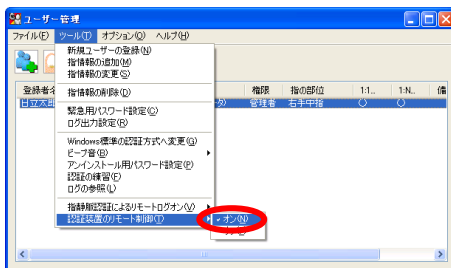 ユーザー管理
ファイル(F) ツール(T) オプション(O) ヘルプ(H)
新規ユーザーの登録(N)
指情報の追加(M)
指情報の変更(S)
指情報の削除(D)
緊急用パスワード設定(C)
ログ出力設定(R)
Windows標準の認証方式へ変更(G)
ビープ音(B)
アンインストール用パスワード設定(P)
認証の練習(E)
ログの参照(L)
指静脈認証によるリモートログオン(V)
認証装置のリモート制御(T)
オン(N)
登録者名 権限 指の部位 1:1... 1:N... 備
日立太郎 管理者 右手中指 ○ ○